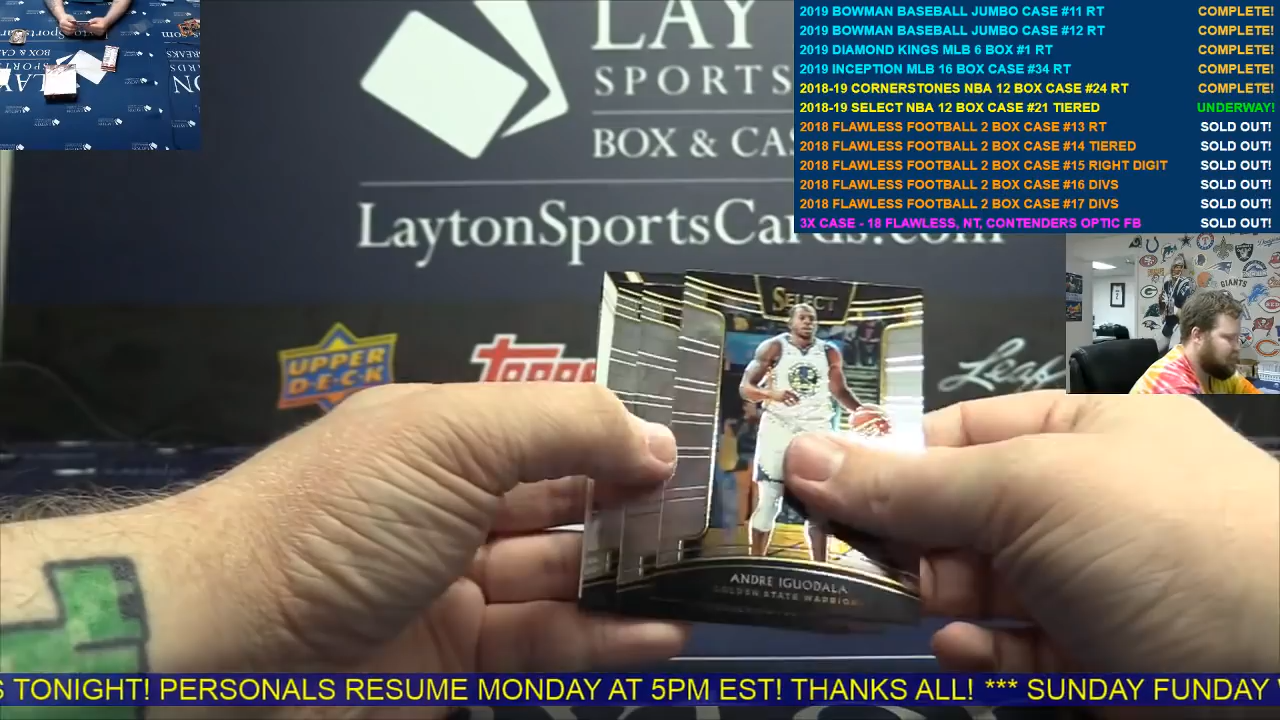 2019 BOWMAN BASEBALL JUMBO CASE #11 RT COMPLETE!
2019 BOWMAN BASEBALL JUMBO CASE #12 RT COMPLETE!
2019 DIAMOND KINGS MLB 6 BOX #1 RT COMPLETE!
2019 INCEPTION MLB 16 BOX CASE #34 RT COMPLETE!
2018-19 CORNERSTONES NBA 12 BOX CASE #24 RT COMPLETE!
2018-19 SELECT NBA 12 BOX CASE #21 TIERED UNDERWAY!
2018 FLAWLESS FOOTBALL 2 BOX CASE #13 RT SOLD OUT!
2018 FLAWLESS FOOTBALL 2 BOX CASE #14 TIERED SOLD OUT!
2018 FLAWLESS FOOTBALL 2 BOX CASE #15 RIGHT DIGIT SOLD OUT!
2018 FLAWLESS FOOTBALL 2 BOX CASE #16 DIVS SOLD OUT!
2018 FLAWLESS FOOTBALL 2 BOX CASE #17 DIVS SOLD OUT!
3X CASE - 18 FLAWLESS, NT, CONTENDERS OPTIC FB SOLD OUT!
LAY
SPORTS
BOX & CAS
LaytonSportsCards.com
UPPER DECK
Topps
Leaf
GIANTS
SELECT
ANDRE IGUODALA
GOLDEN STATE WARRIORS
S TONIGHT! PERSONALS RESUME MONDAY AT 5PM EST! THANKS ALL! *** SUNDAY FUNDAY